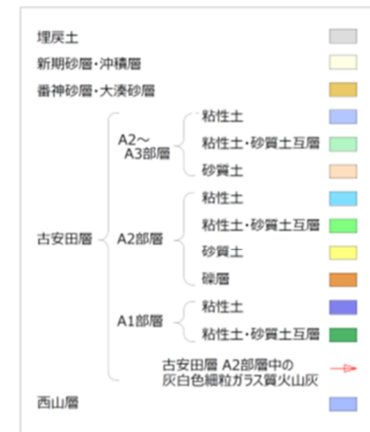 埋戻土
新期砂層・沖積層
番神砂層・大湊砂層
古安田層
A2～
A3部層
粘性土
粘性土・砂質土互層
砂質土
A2部層
粘性土
粘性土・砂質土互層
砂質土
礫層
A1部層
粘性土
粘性土・砂質土互層
古安田層 A2部層中の
灰白色細粒ガラス質火山灰
西山層